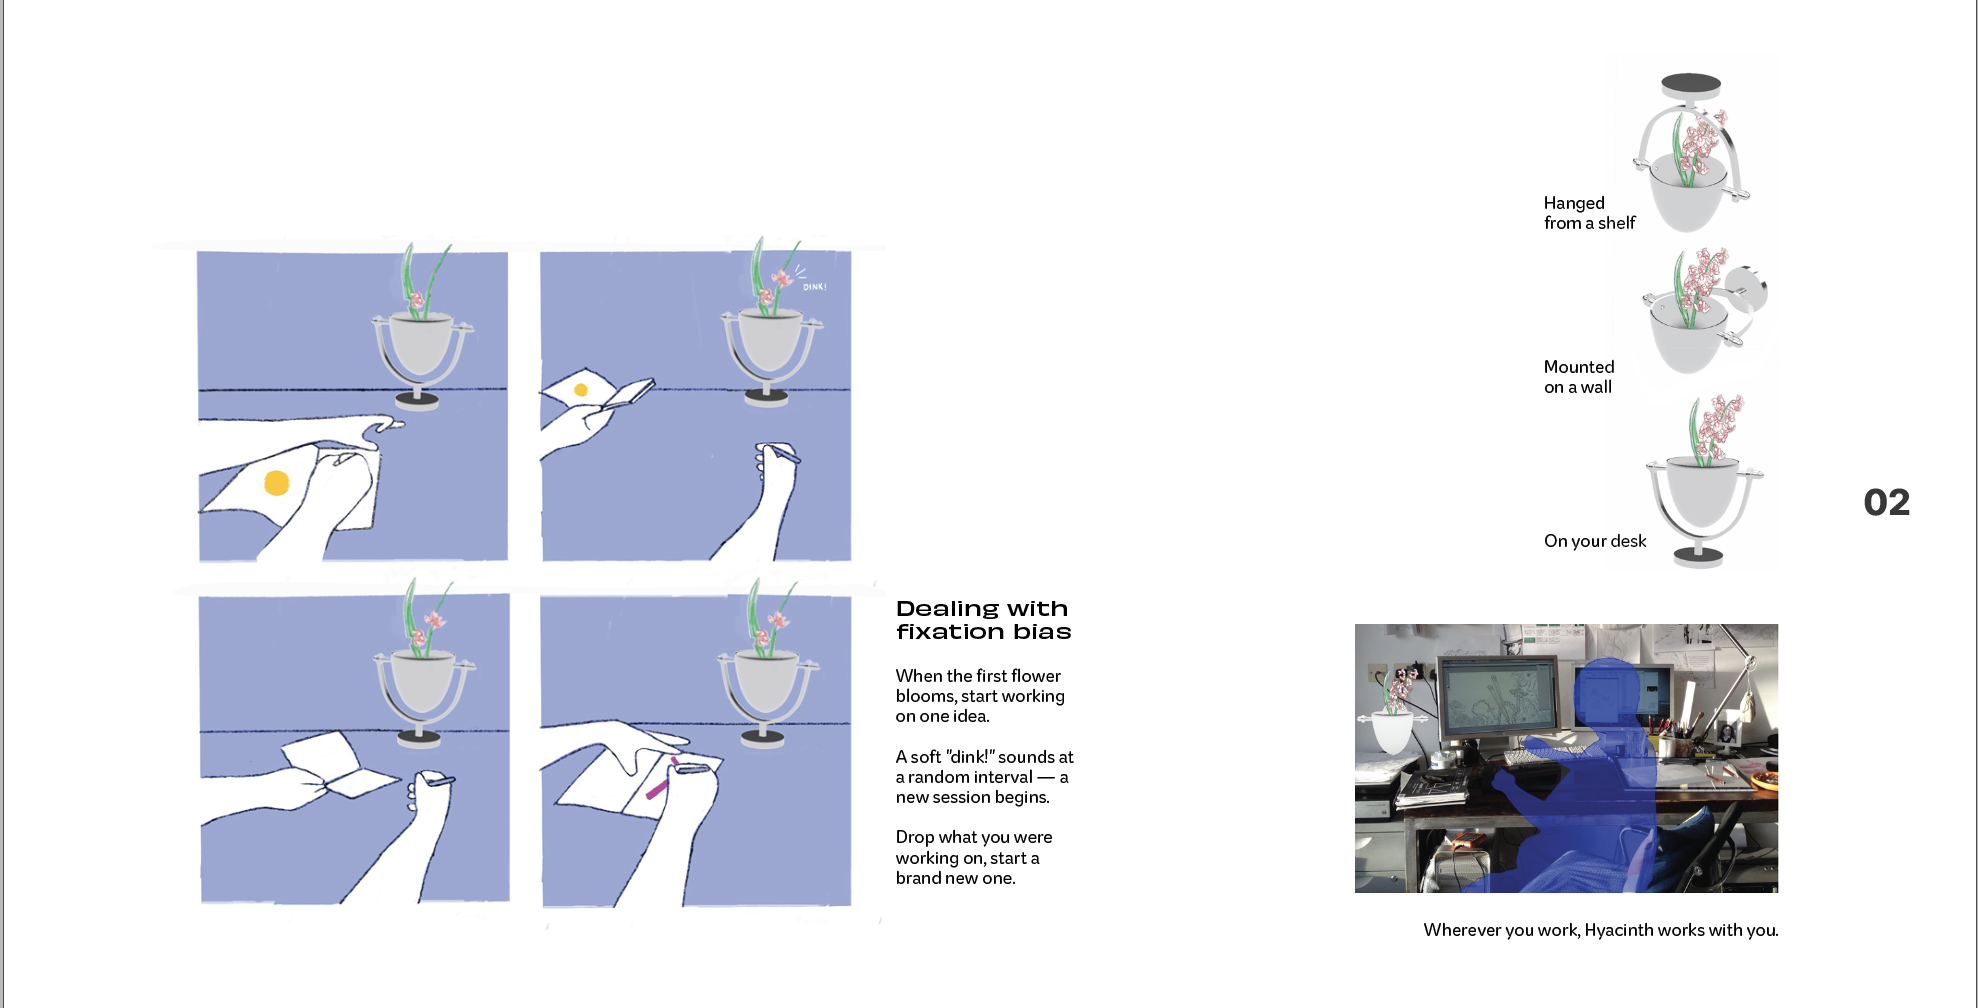 DINK!
Dealing with
fixation bias
When the first flower
blooms, start working
on one idea.
A soft "dink!" sounds at
a random interval — a
new session begins.
Drop what you were
working on, start a
brand new one.
Hanged
from a shelf
Mounted
on a wall
On your desk
02
Wherever you work, Hyacinth works with you.